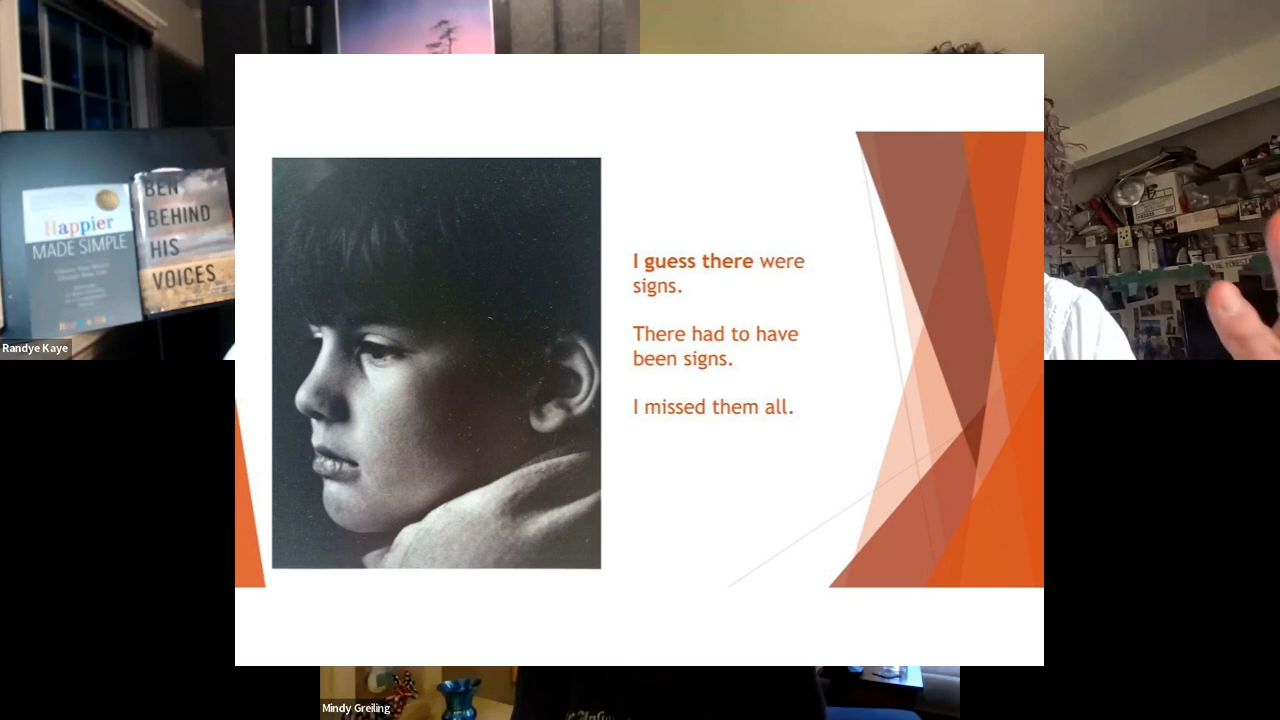 Happier
MADE SIMPLE
BEN
BEHIND
HIS
VOICES
Randye Kaye
I guess there were
signs.
There had to have
been signs.
I missed them all.
Mindy Greiling